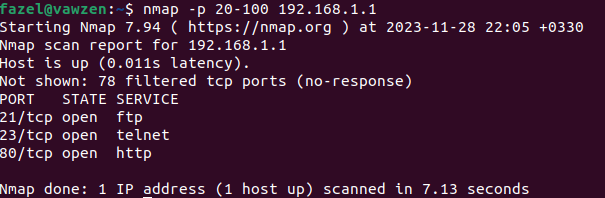 fazel@vawzen:~$ nmap -p 20-100 192.168.1.1
Starting Nmap 7.94 ( https://nmap.org ) at 2023-11-28 22:05 +0330
Nmap scan report for 192.168.1.1
Host is up (0.011s latency).
Not shown: 78 filtered tcp ports (no-response)
PORT   STATE SERVICE
21/tcp open  ftp
23/tcp open  telnet
80/tcp open  http
Nmap done: 1 IP address (1 host up) scanned in 7.13 seconds